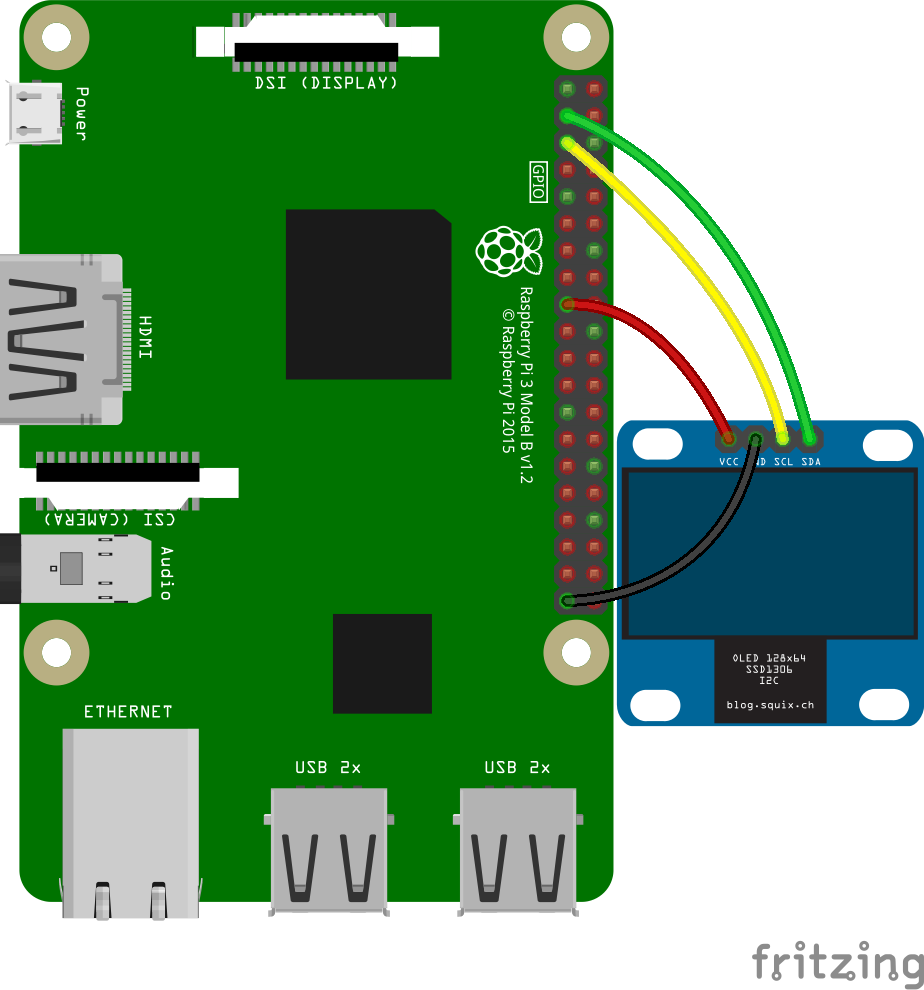 DSI (DISPLAY)
Power
GPIO
HDMI
Raspberry Pi 3 Model B v1.2
© Raspberry Pi 2015
VCC
ND
SCL
SDA
CSI (CAMERA)
Audio
OLED 128x64
SSD1306
I2C
blog.squix.ch
ETHERNET
USB 2x
USB 2x
fritzing